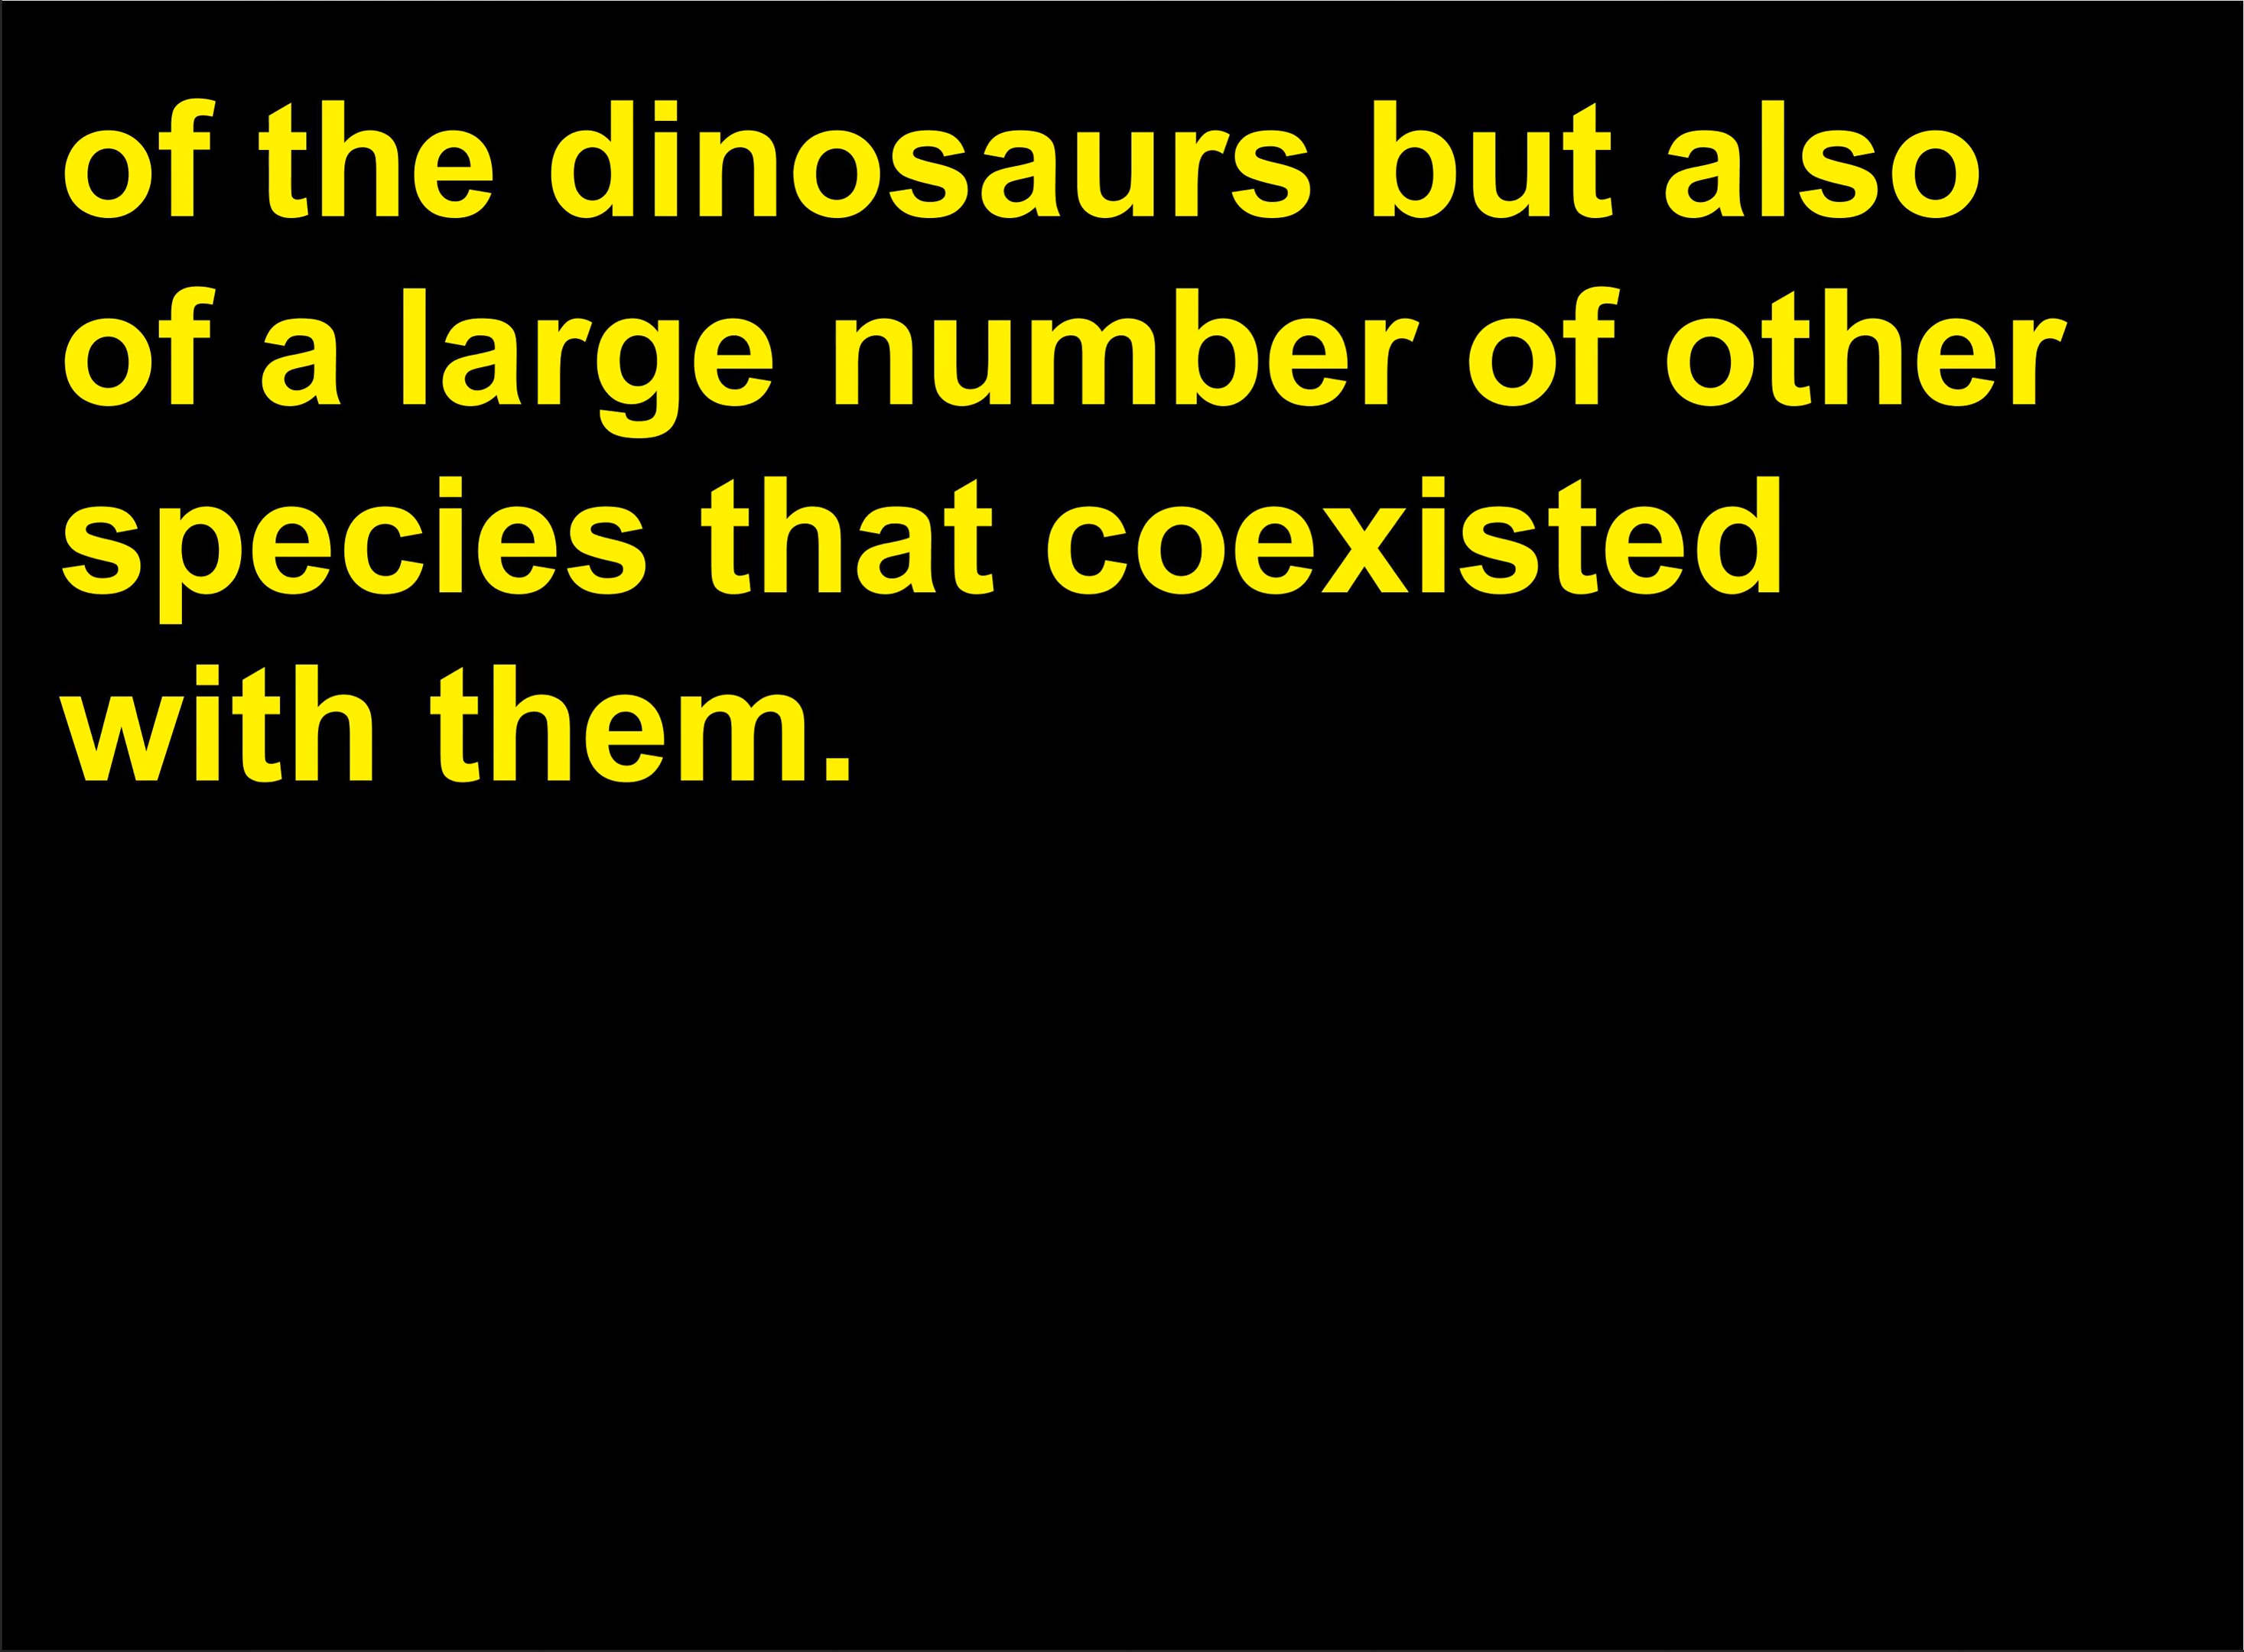 of the dinosaurs but also
of a large number of other
species that coexisted
with them.